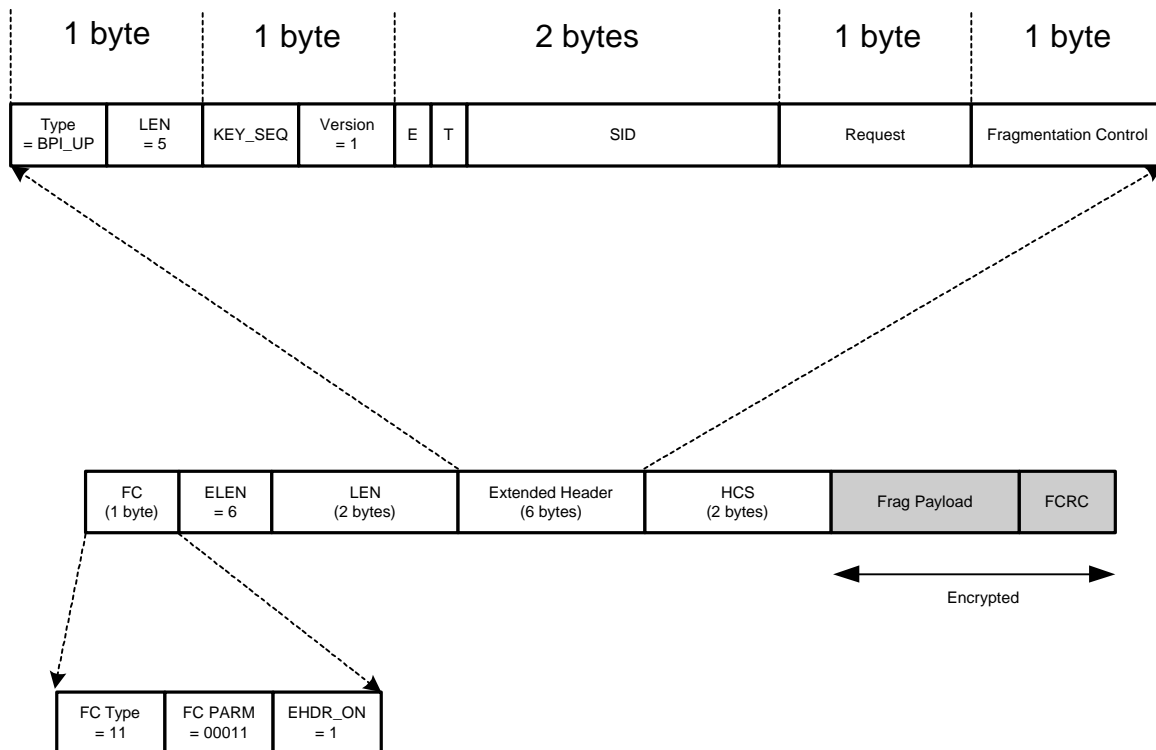 1 byte 1 byte 2 bytes 1 byte 1 byte
Type
= BPI_UP
LEN
= 5
KEY_SEQ
Version
= 1
E
T
SID
Request
Fragmentation Control
FC
(1 byte)
ELEN
= 6
LEN
(2 bytes)
Extended Header
(6 bytes)
HCS
(2 bytes)
Frag Payload
FCRC
Encrypted
FC Type
= 11
FC PARM
= 00011
EHDR_ON
= 1